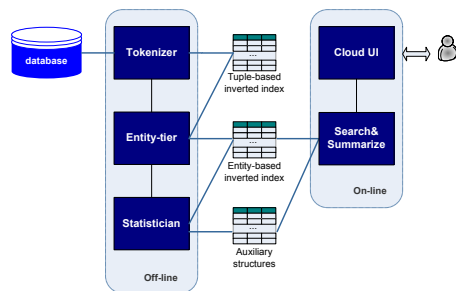 Tokenizer
Cloud UI
database
...
Tuple-based
inverted index
Entity-tier
Search&
Summarize
...
Entity-based
inverted index
On-line
Statistician
...
Auxiliary
structures
Off-line